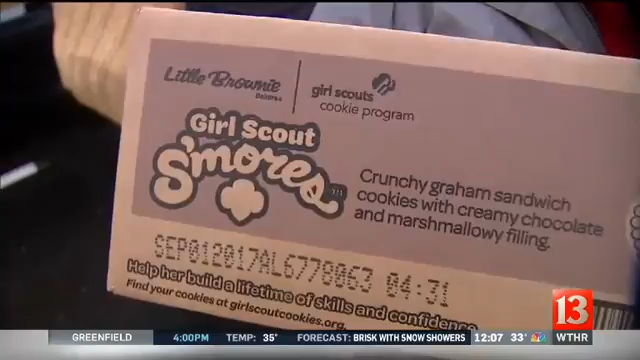 Little Brownie
Bakers
girl scouts
cookie program
Girl Scout
S'mores
Crunchy graham sandwich
cookies with creamy chocolate
and marshmallowy filling.
SEP012017AL6778063 04:31
Help her build a lifetime of skills and confidence
Find your cookies at girlscoutcookies.org.
13
GREENFIELD 4:00PM TEMP: 35° FORECAST: BRISK WITH SNOW SHOWERS 12:07 33° WTHR